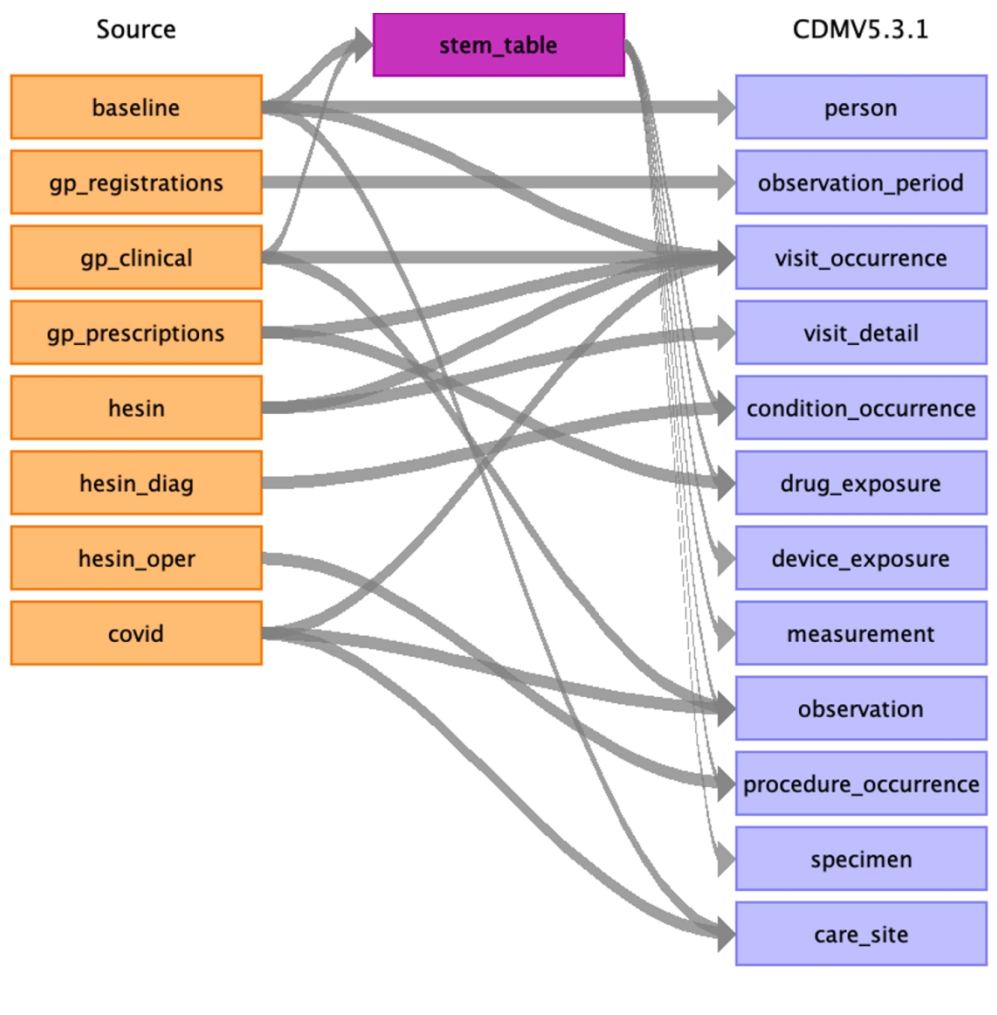 Source
stem_table
CDMV5.3.1
baseline
person
gp_registrations
observation_period
gp_clinical
visit_occurrence
gp_prescriptions
visit_detail
hesin
condition_occurrence
hesin_diag
drug_exposure
hesin_oper
device_exposure
covid
measurement
observation
procedure_occurrence
specimen
care_site